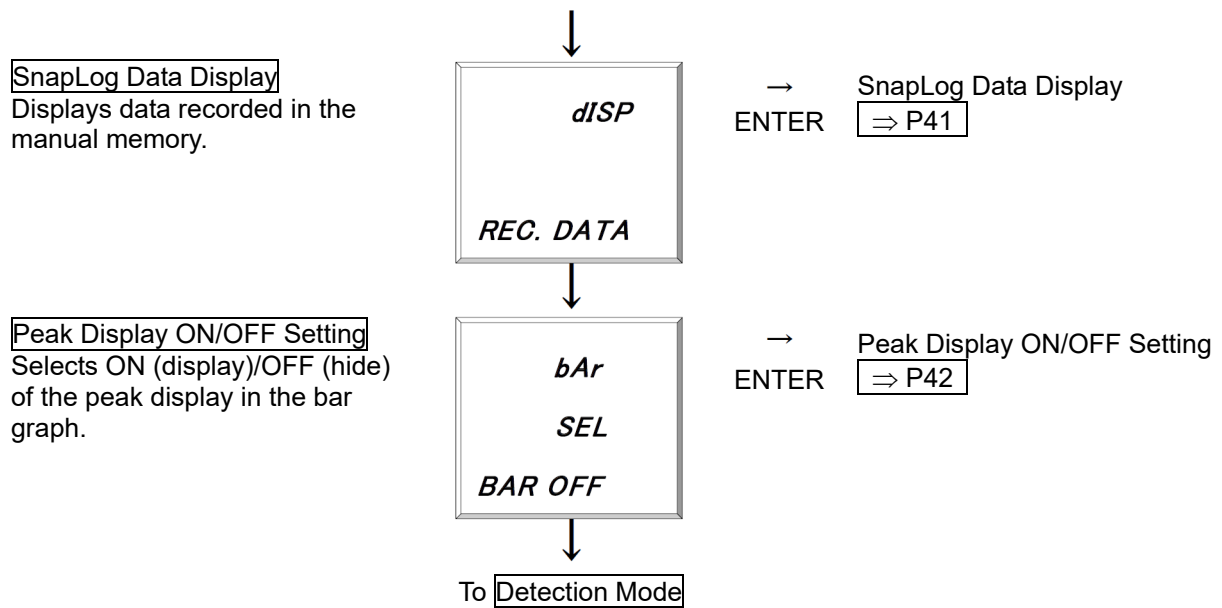 SnapLog Data Display
Displays data recorded in the
manual memory.
dISP
REC. DATA
→
ENTER
SnapLog Data Display
⇒ P41
Peak Display ON/OFF Setting
Selects ON (display)/OFF (hide)
of the peak display in the bar
graph.
bAr
SEL
BAR OFF
→
ENTER
Peak Display ON/OFF Setting
⇒ P42
To Detection Mode